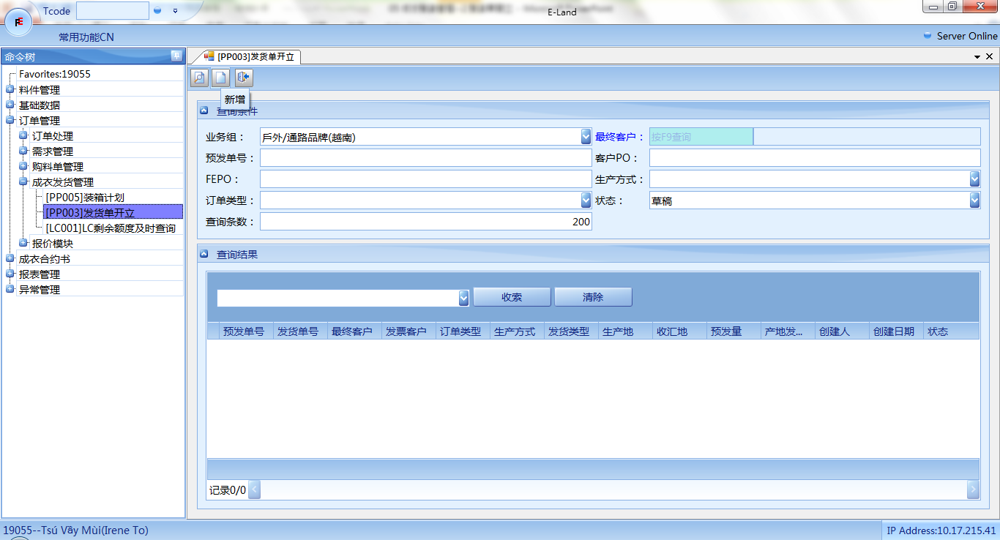 Tcode
E-Land
常用功能CN
Server Online
命令树
[PP003]发货单开立
Favorites:19055
料件管理
基础数据
订单管理
订单处理
需求管理
购料单管理
成衣发货管理
[PP005]装箱计划
[PP003]发货单开立
[LC001]LC剩余额度及时查询
报价模块
成衣合约书
报表管理
异常管理
新增
查询条件
业务组：
戶外/通路品牌(越南)
最终客户：
按F9查询
预发单号：
客户PO：
FEPO：
生产方式：
订单类型：
状态：
草稿
查询条数：
200
查询结果
收索
清除
预发单号 发货单号 最终客户 发票客户 订单类型 生产方式 发货类型 生产地 收汇地 预发量 产地发... 创建人 创建日期 状态
记录0/0
19055--Tsú Vầy Mùi(Irene To)
IP Address:10.17.215.41